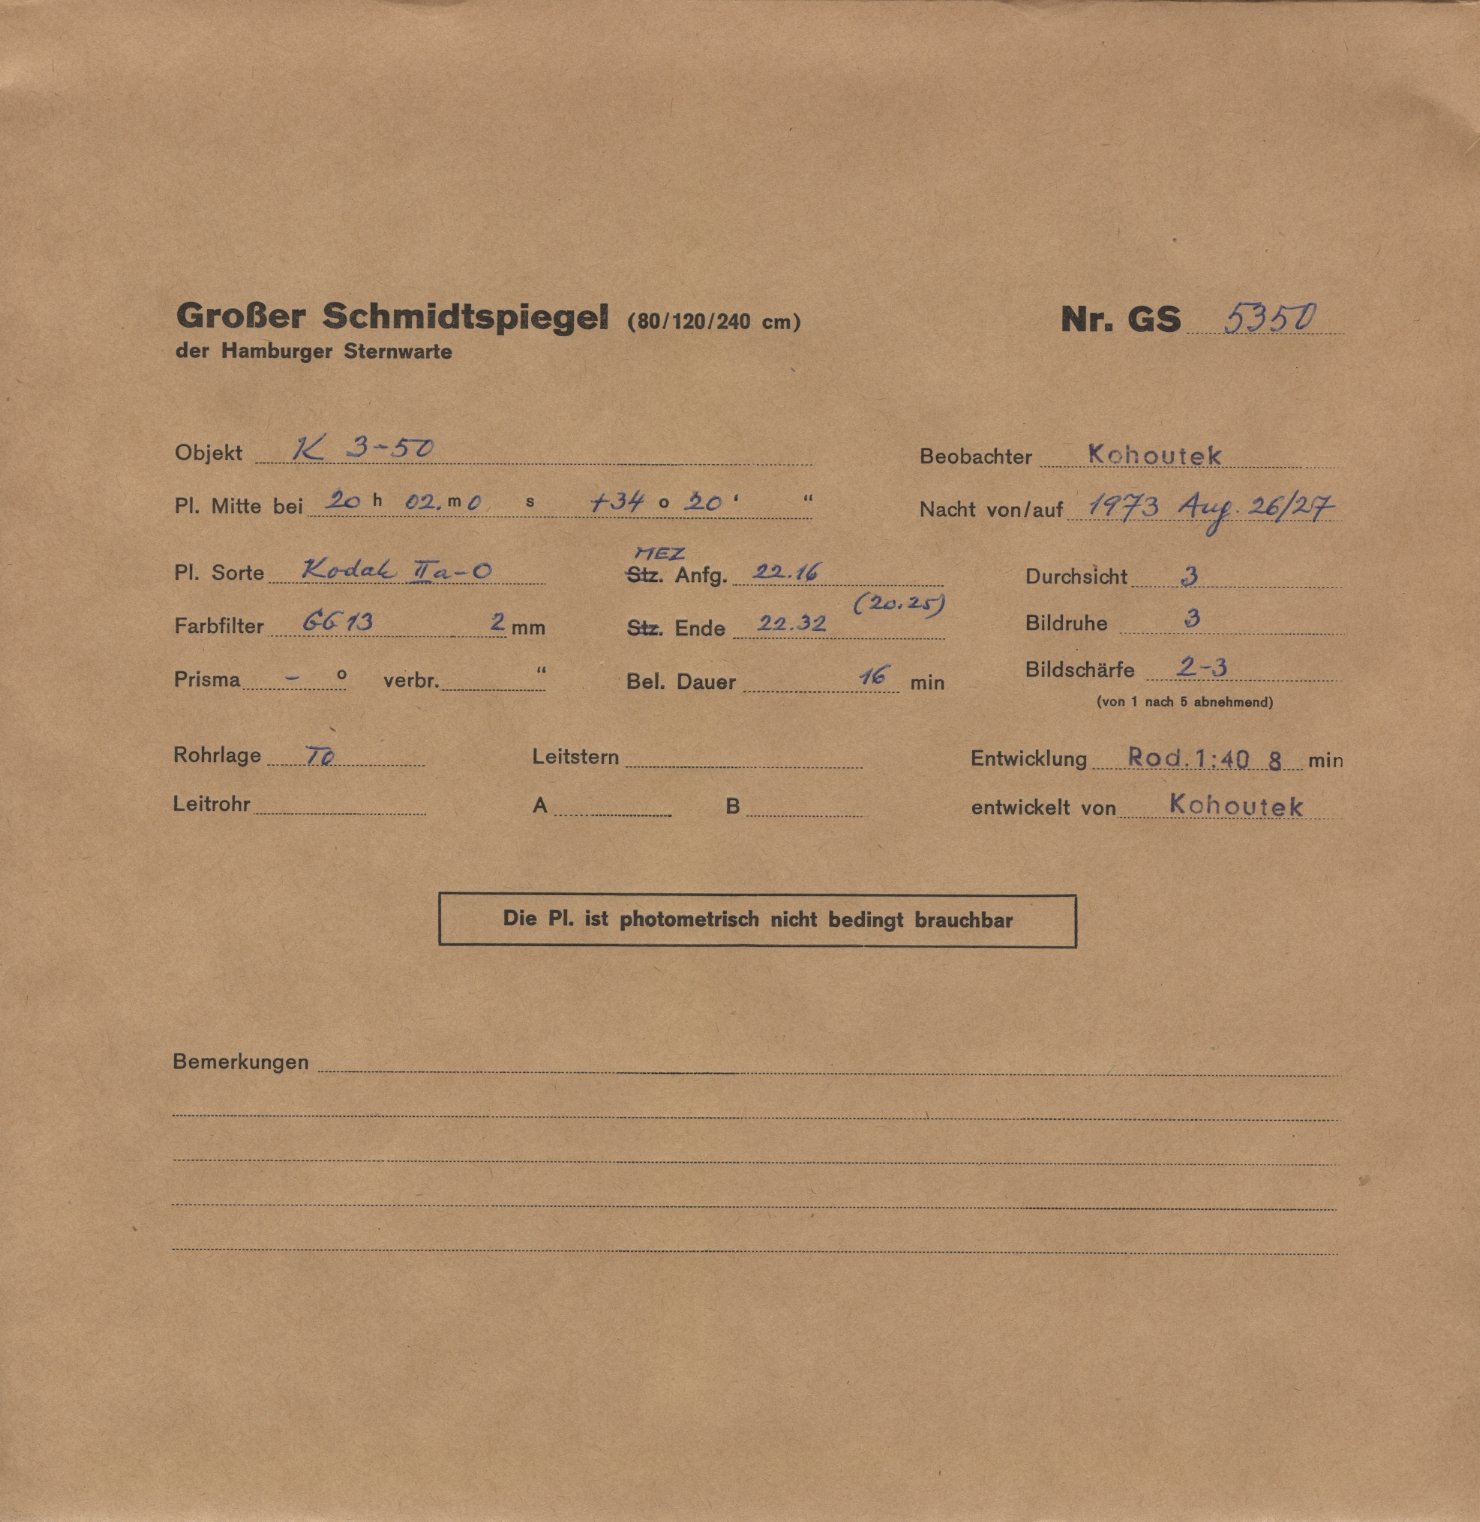 Großer Schmidtspiegel (80/120/240 cm) Nr. GS 5350
der Hamburger Sternwarte
Objekt K 3-50 Beobachter Kohoutek
Pl. Mitte bei 20 h 02. m 0 s +34 o 20 ' “ Nacht von/auf 1973 Aug. 26/27
MEZ
Pl. Sorte Kodak IIa-O Stz. Anfg. 22.16 Durchsicht 3
(20.25)
Farbfilter GG 13 2 mm Stz. Ende 22.32 Bildruhe 3
Prisma - o verbr. “ Bel. Dauer 16 min Bildschärfe 2-3
(von 1 nach 5 abnehmend)
Rohrlage TO Leitstern Entwicklung Rod. 1:40 8 min
Leitrohr A B entwickelt von Kohoutek
Die Pl. ist photometrisch nicht bedingt brauchbar
Bemerkungen